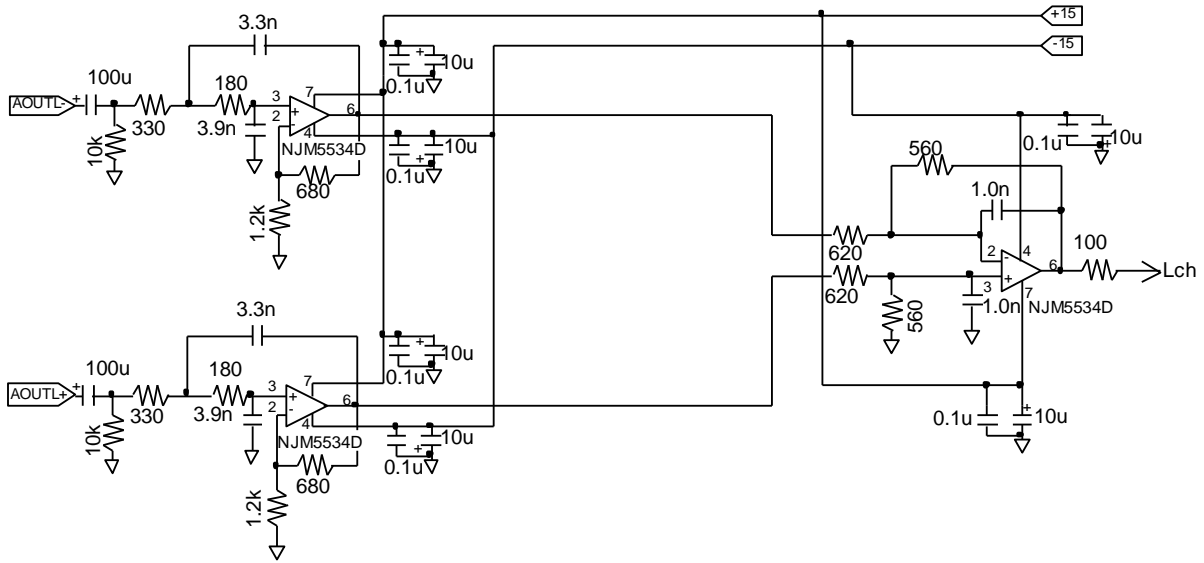 +15
-15
3.3n
100u
180
AOUTL-
+
330
10k
3.9n
3
2
+
-
7
4
6
NJM5534D
680
1.2k
+
10u
0.1u
10u
0.1u
+
560
1.0n
620
620
560
2
3
-
+
4
7
6
1.0n
NJM5534D
100
Lch
0.1u
10u
+
0.1u
+
10u
3.3n
100u
180
AOUTL+
+
330
10k
3.9n
3
2
+
-
7
4
6
NJM5534D
680
1.2k
+
10u
0.1u
10u
0.1u
+